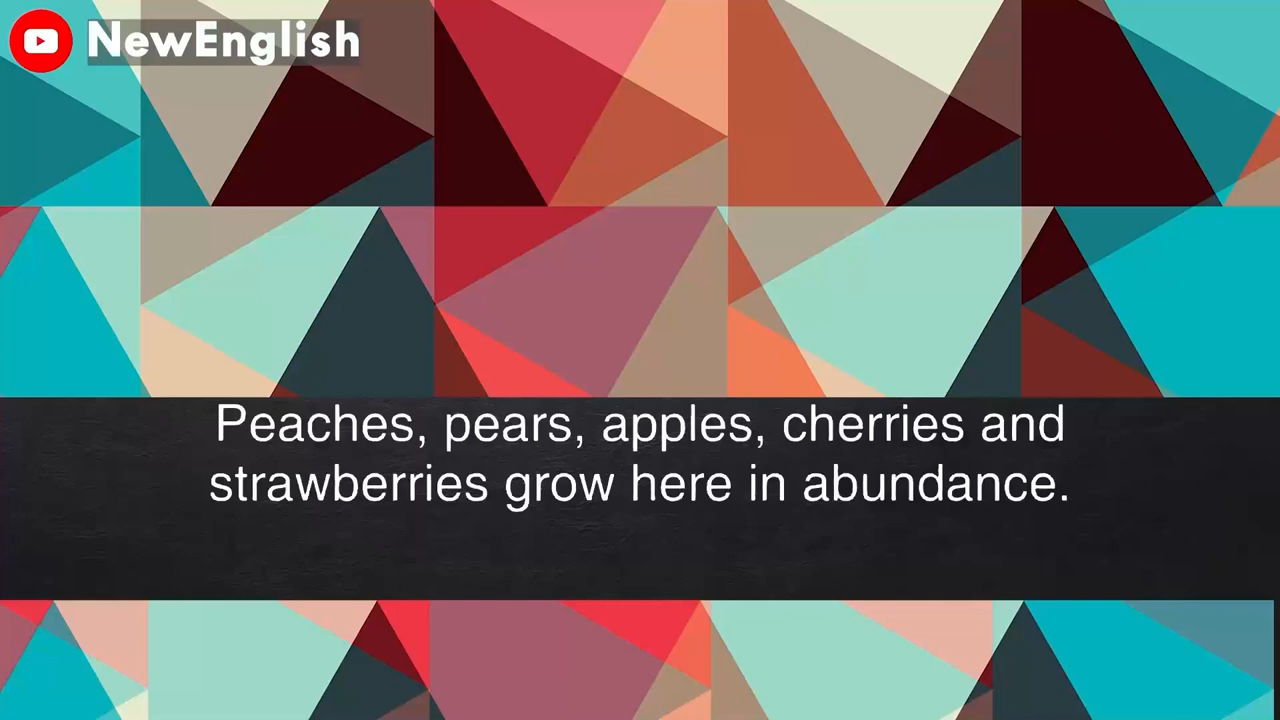 NewEnglish
Peaches, pears, apples, cherries and
strawberries grow here in abundance.